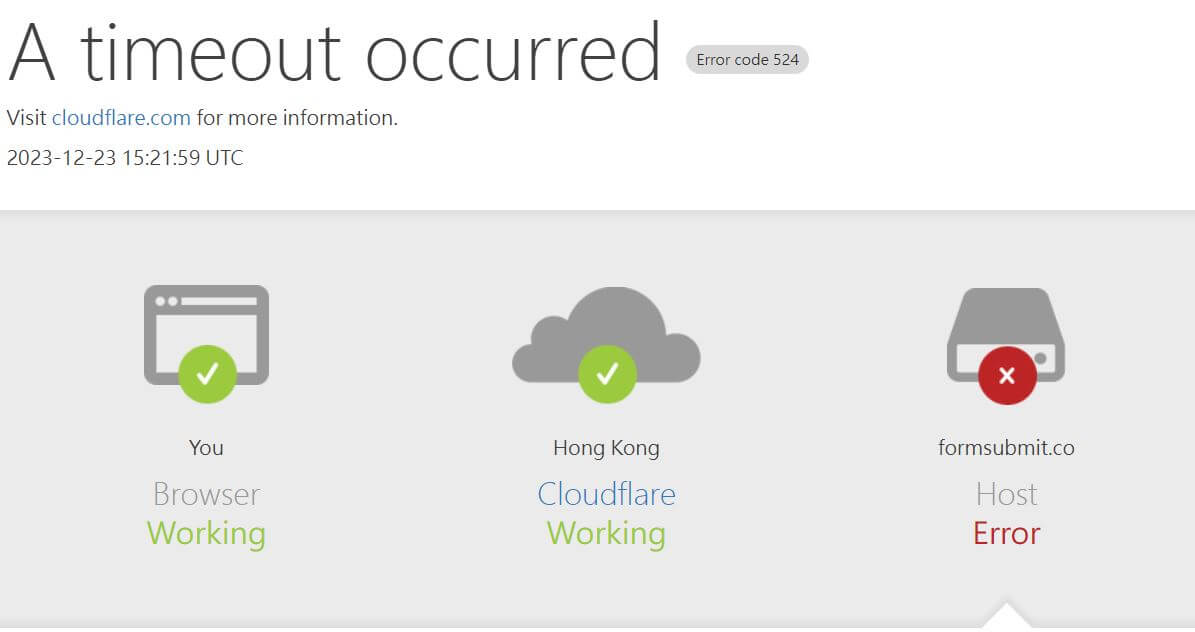 A timeout occurred Error code 524
Visit cloudflare.com for more information.
2023-12-23 15:21:59 UTC
You
Browser
Working
Hong Kong
Cloudflare
Working
formsubmit.co
Host
Error